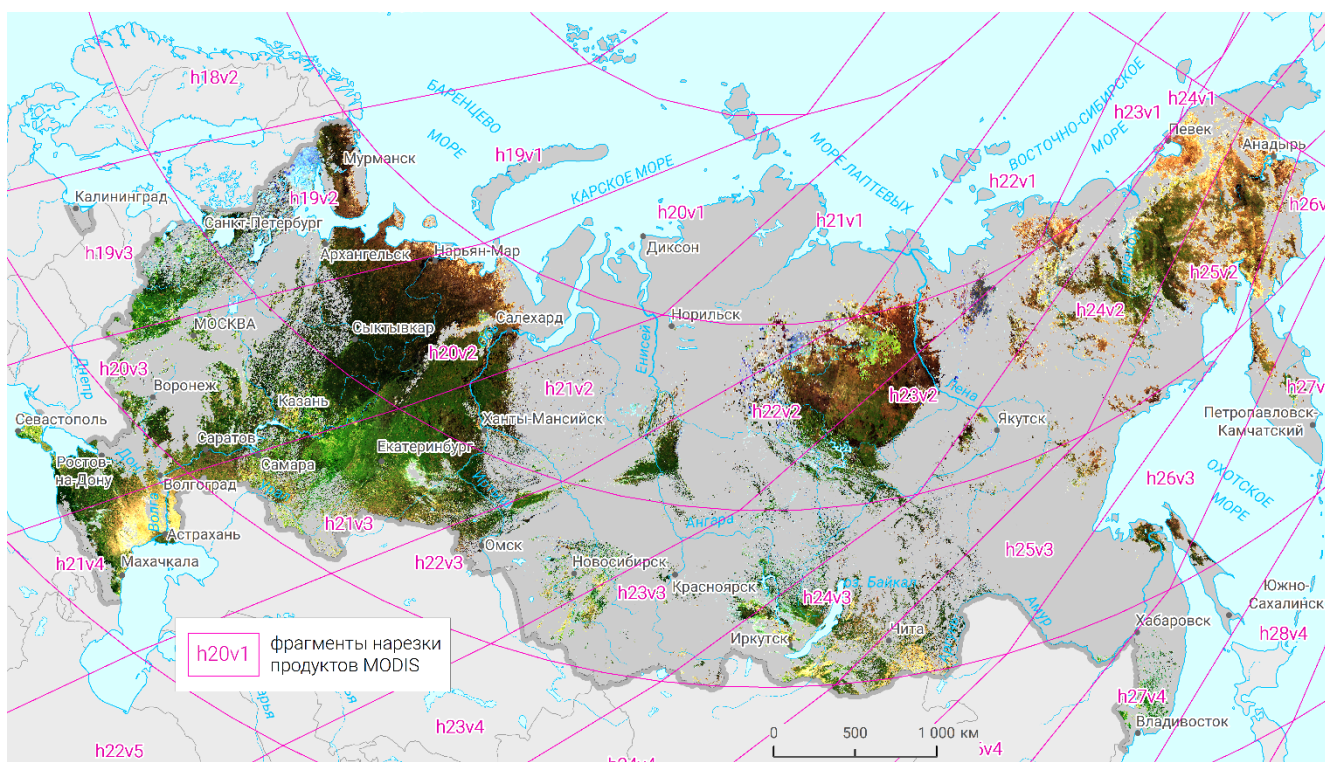 h18v2
БАРЕНЦЕВО
МОРЕ
h19v1
КАРСКОЕ МОРЕ
МОРЕ ЛАПТЕВЫХ
ВОСТОЧНО-СИБИРСКОЕ
МОРЕ
h22v1
h23v1
h24v1
Певек
Анадырь
Мурманск
Калининград
h19v2
Санкт-Петербург
h20v1
Диксон
h21v1
h26v
h19v3
Архангельск
Нарьян-Мар
h25v2
МОСКВА
Сыктывкар
Салехард
Енисей
Норильск
h24v2
h20v2
h20v3
Днепр
Воронеж
h21v2
h22v2
h23v2
Лена
h27v
Севастополь
Казань
Ханты-Мансийск
Якутск
Петропавловск-
Камчатский
Саратов
Екатеринбург
Ростов-
на-Дону
Дон
Самара
ОХОТСКОЕ
МОРЕ
h26v3
Волгоград
Волга
h21v3
Ангара
Астрахань
Омск
h25v3
h21v4
Махачкала
h22v3
Новосибирск
h23v3
Красноярск
h24v3
оз. Байкал
Амур
Южно-
Сахалинск
Иркутск
Чита
Хабаровск
h28v4
h20v1
фрагменты нарезки
продуктов MODIS
h27v4
Владивосток
h23v4
0
500
1 000 км
h22v5
h24v4